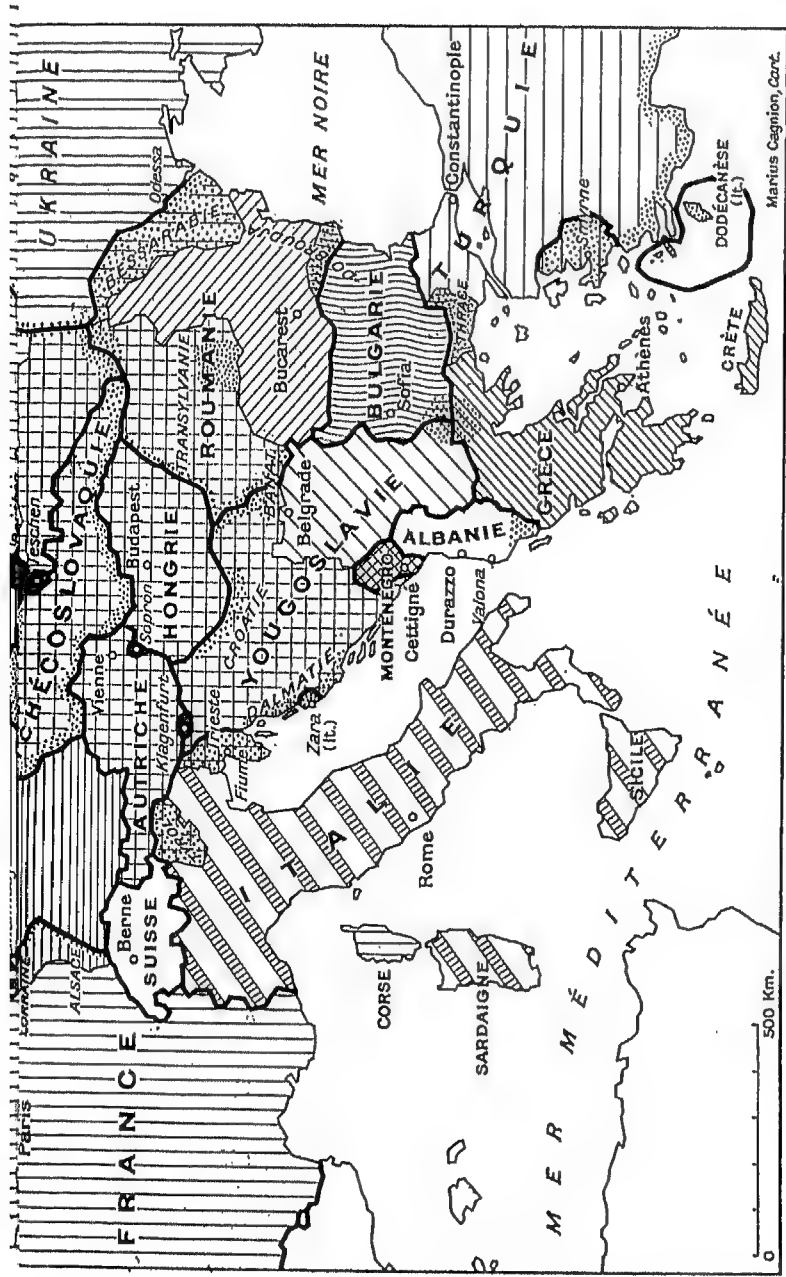 UKRAINE
Odessa
MER NOIRE
Paris
LORRAINE
ALSACE
FRANCE
Berne
SUISSE
AUTRICHE
Vienne
Klagenfurt
TCHÉCOSLOVAQUIE
Teschen
Sopron
Budapest
HONGRIE
TRANSYLVANIE
BESSARABIE
ROUMANIE
Bucarest
DOBROUDJA
BANAT
Belgrade
CROATIE
YOUGOSLAVIE
DALMATIE
Trieste
Fiume
Zara
(It.)
MONTÉNÉGRO
Cettigné
ALBANIE
Durazzo
Valona
BULGARIE
Sofia
THRACE
Constantinople
TURQUIE
Smyrne
GRÈCE
Athènes
CRÈTE
DODÉCANÈSE
(It.)
ITALIE
Rome
CORSE
SARDAIGNE
SICILE
MER MÉDITERRANÉE
0 500 Km.
Marius Cagnion, Cart.